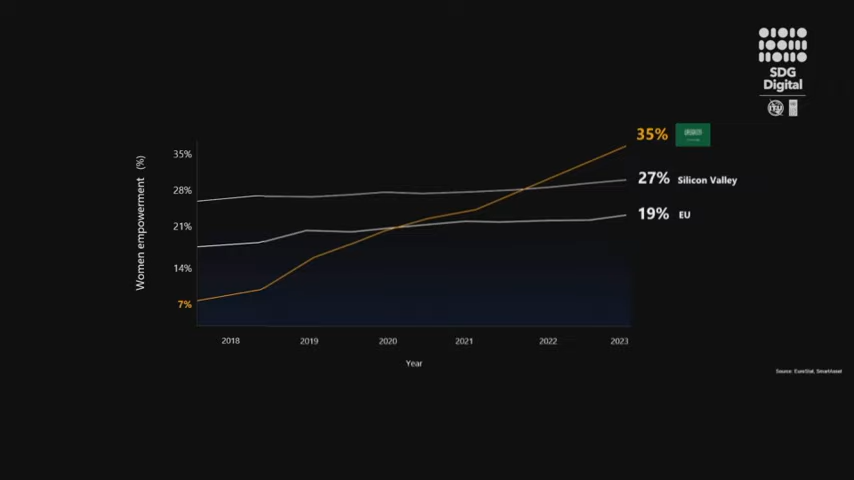 SDG
Digital
ITU
35%
35%
28%
21%
14%
7%
Women empowerment (%)
27% Silicon Valley
19% EU
2018 2019 2020 2021 2022 2023
Year
Source: EuroStat, SmartAsset